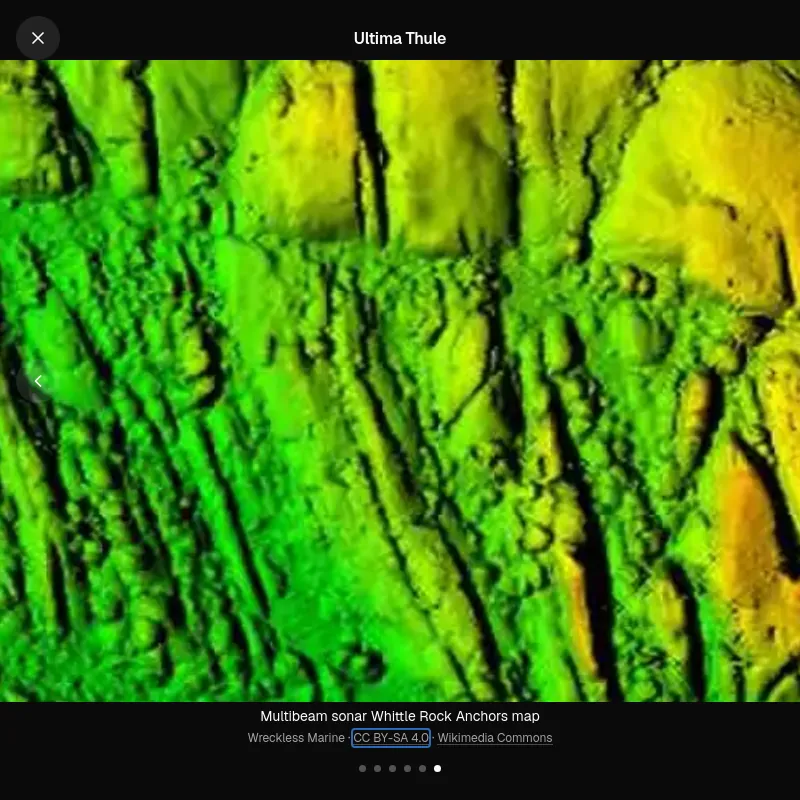 Ultima Thule
Multibeam sonar Whittle Rock Anchors map
Wreckless Marine · CC BY-SA 4.0 · Wikimedia Commons